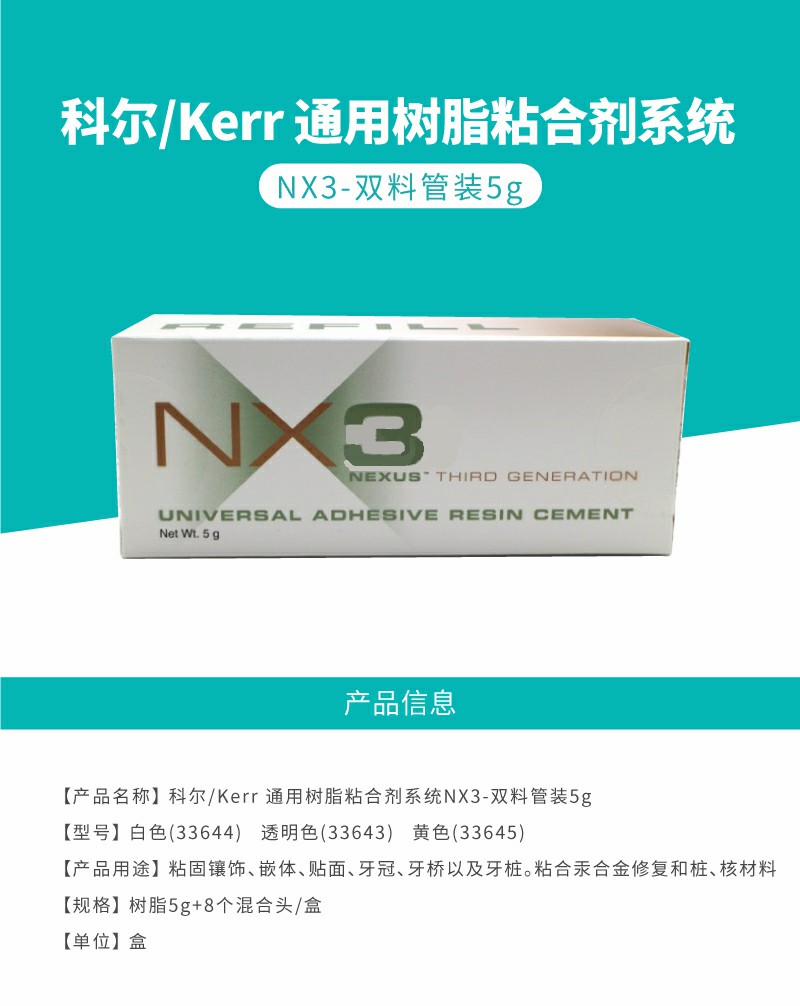 科尔/Kerr 通用树脂粘合剂系统
NX3-双料管装5g
REFILL
NX3
NEXUS™ THIRD GENERATION
UNIVERSAL ADHESIVE RESIN CEMENT
Net Wt. 5 g
产品信息
【产品名称】科尔/Kerr 通用树脂粘合剂系统NX3-双料管装5g
【型号】白色(33644) 透明色(33643) 黄色(33645)
【产品用途】粘固镶饰、嵌体、贴面、牙冠、牙桥以及牙桩。粘合汞合金修复和桩、核材料
【规格】树脂5g+8个混合头/盒
【单位】盒